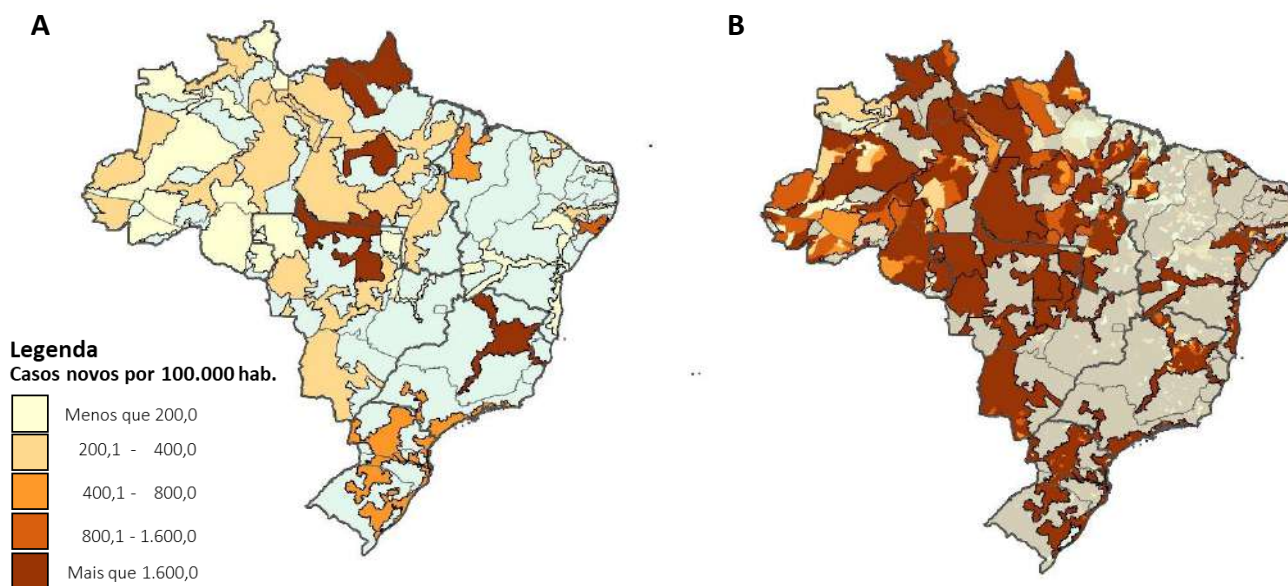 A
B
Legenda
Casos novos por 100.000 hab.
Menos que 200,0
200,1 - 400,0
400,1 - 800,0
800,1 - 1.600,0
Mais que 1.600,0